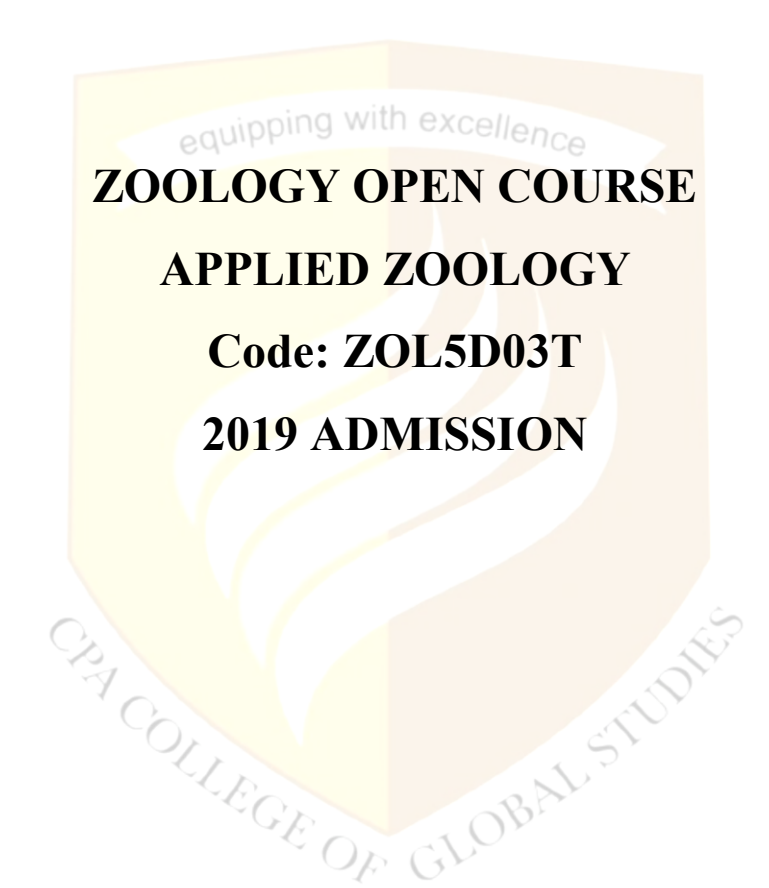 equipping with excellence
ZOOLOGY OPEN COURSE
APPLIED ZOOLOGY
Code: ZOL5D03T
2019 ADMISSION
CPA COLLEGE OF GLOBAL STUDIES